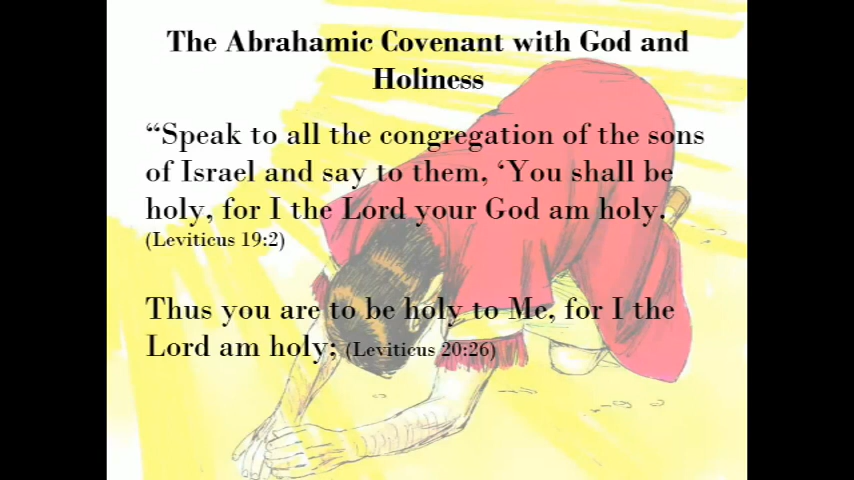 The Abrahamic Covenant with God and
Holiness
“Speak to all the congregation of the sons
of Israel and say to them, ‘You shall be
holy, for I the Lord your God am holy.
(Leviticus 19:2)
Thus you are to be holy to Me, for I the
Lord am holy; (Leviticus 20:26)